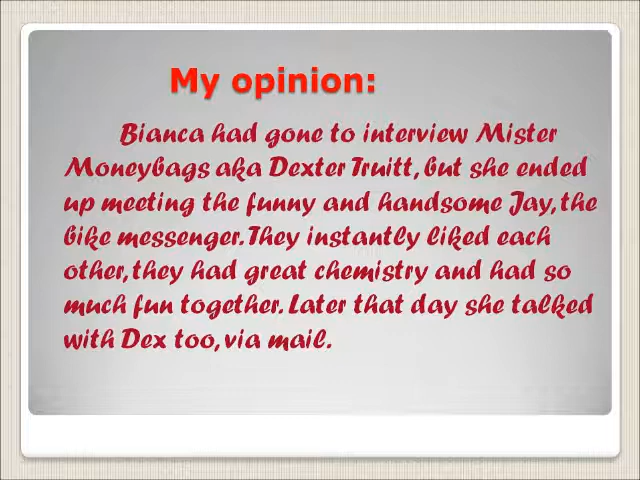 My opinion:
Bianca had gone to interview Mister
Moneybags aka Dexter Truitt, but she ended
up meeting the funny and handsome Jay, the
bike messenger. They instantly liked each
other, they had great chemistry and had so
much fun together. Later that day she talked
with Dex too, via mail.